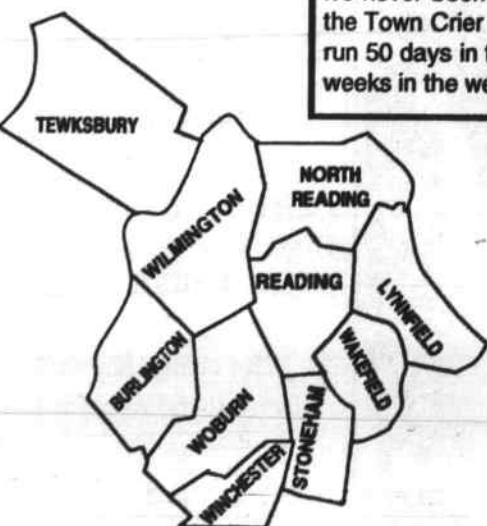 the Town Crier
run 50 days in
weeks in the
TEWKSBURY
NORTH
READING
WILMINGTON
READING
LYNNFIELD
BURLINGTON
WAKEFIELD
WOBURN
STONEHAM
WINCHESTER